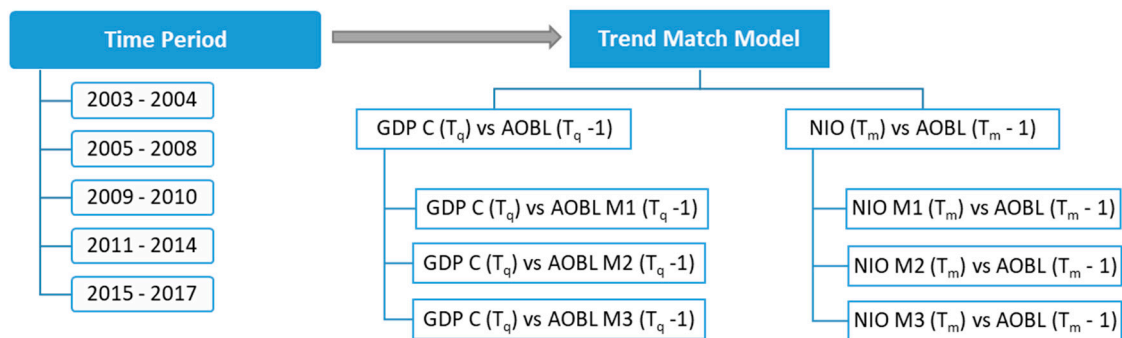 Time Period
Trend Match Model
2003 - 2004
2005 - 2008
2009 - 2010
2011 - 2014
2015 - 2017
GDP C (Tq) vs AOBL (Tq -1)
GDP C (Tq) vs AOBL M1 (Tq -1)
GDP C (Tq) vs AOBL M2 (Tq -1)
GDP C (Tq) vs AOBL M3 (Tq -1)
NIO (Tm) vs AOBL (Tm - 1)
NIO M1 (Tm) vs AOBL (Tm - 1)
NIO M2 (Tm) vs AOBL (Tm - 1)
NIO M3 (Tm) vs AOBL (Tm - 1)